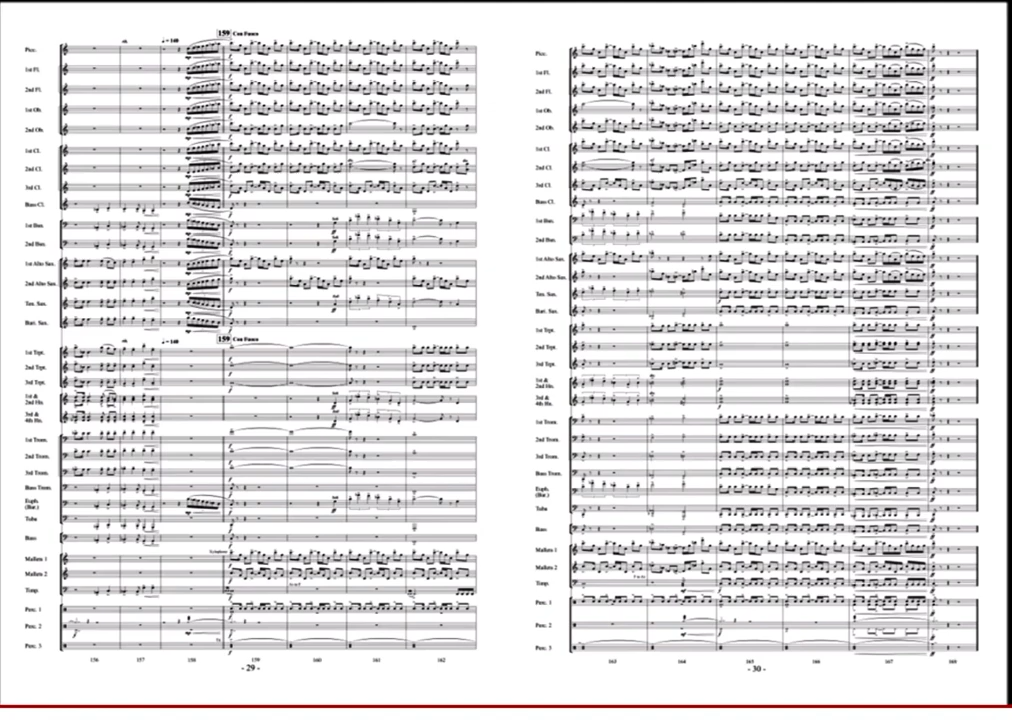 159 Con Fuoco
♩ = 140
Picc.
1st Fl.
2nd Fl.
1st Ob.
2nd Ob.
1st Cl.
2nd Cl.
3rd Cl.
Bass Cl.
1st Bsn.
2nd Bsn.
1st Alto Sax.
2nd Alto Sax.
Ten. Sax.
Bari. Sax.
159 Con Fuoco
♩ = 140
1st Tpt.
2nd Tpt.
3rd Tpt.
1st &
2nd Hn.
3rd &
4th Hn.
1st Trom.
2nd Trom.
3rd Trom.
Bass Trom.
Euph.
(Bar.)
Tuba
Bass
Mallets 1
Mallets 2
Timp.
Perc. 1
Perc. 2
Perc. 3
156 157 158 159 160 161 162
- 29 -
Picc.
1st Fl.
2nd Fl.
1st Ob.
2nd Ob.
1st Cl.
2nd Cl.
3rd Cl.
Bass Cl.
1st Bsn.
2nd Bsn.
1st Alto Sax.
2nd Alto Sax.
Ten. Sax.
Bari. Sax.
1st Tpt.
2nd Tpt.
3rd Tpt.
1st &
2nd Hn.
3rd &
4th Hn.
1st Trom.
2nd Trom.
3rd Trom.
Bass Trom.
Euph.
(Bar.)
Tuba
Bass
Mallets 1
Mallets 2
Timp.
Perc. 1
Perc. 2
Perc. 3
163 164 165 166 167 168
- 30 -